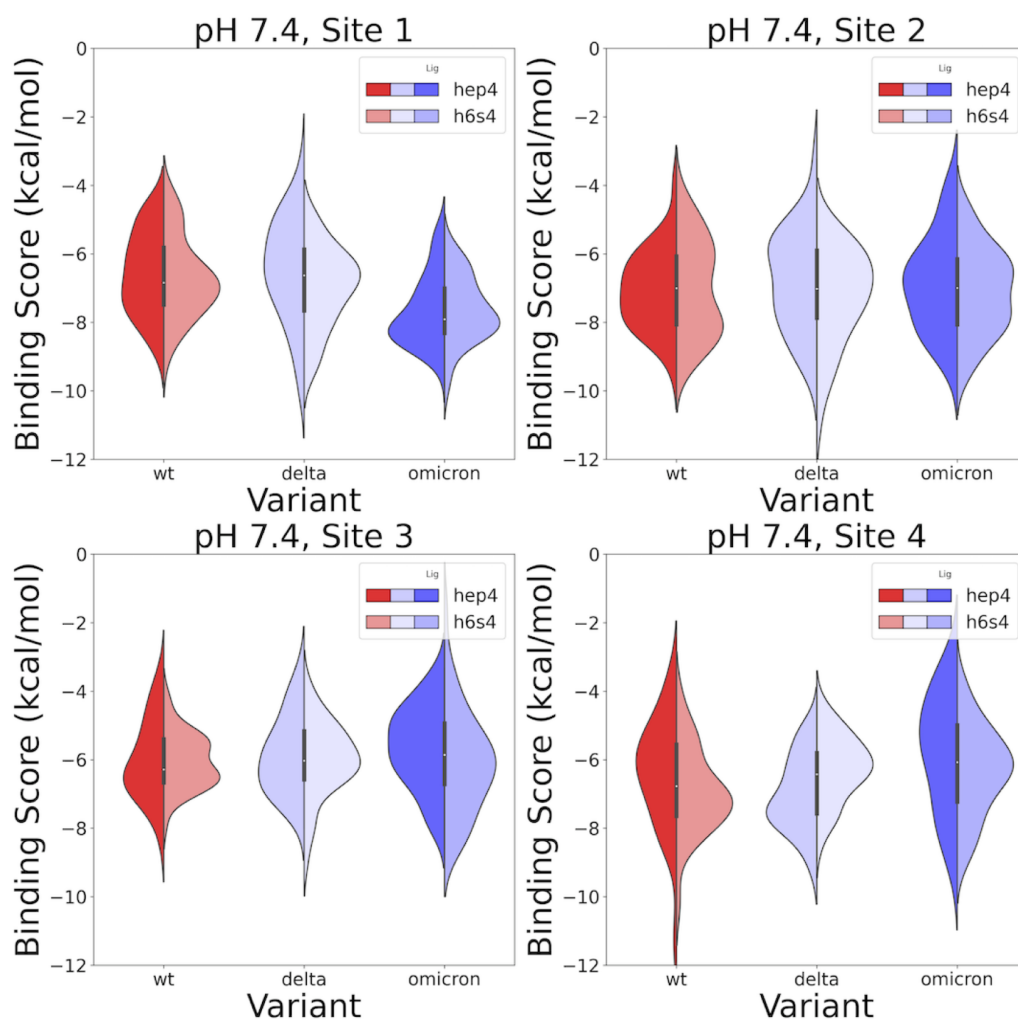 pH 7.4, Site 1
Binding Score (kcal/mol)
0
−2
−4
−6
−8
−10
−12
Lig
hep4
h6s4
wt
delta
omicron
Variant
pH 7.4, Site 2
Binding Score (kcal/mol)
0
−2
−4
−6
−8
−10
−12
Lig
hep4
h6s4
wt
delta
omicron
Variant
pH 7.4, Site 3
Binding Score (kcal/mol)
0
−2
−4
−6
−8
−10
−12
Lig
hep4
h6s4
wt
delta
omicron
Variant
pH 7.4, Site 4
Binding Score (kcal/mol)
0
−2
−4
−6
−8
−10
−12
Lig
hep4
h6s4
wt
delta
omicron
Variant